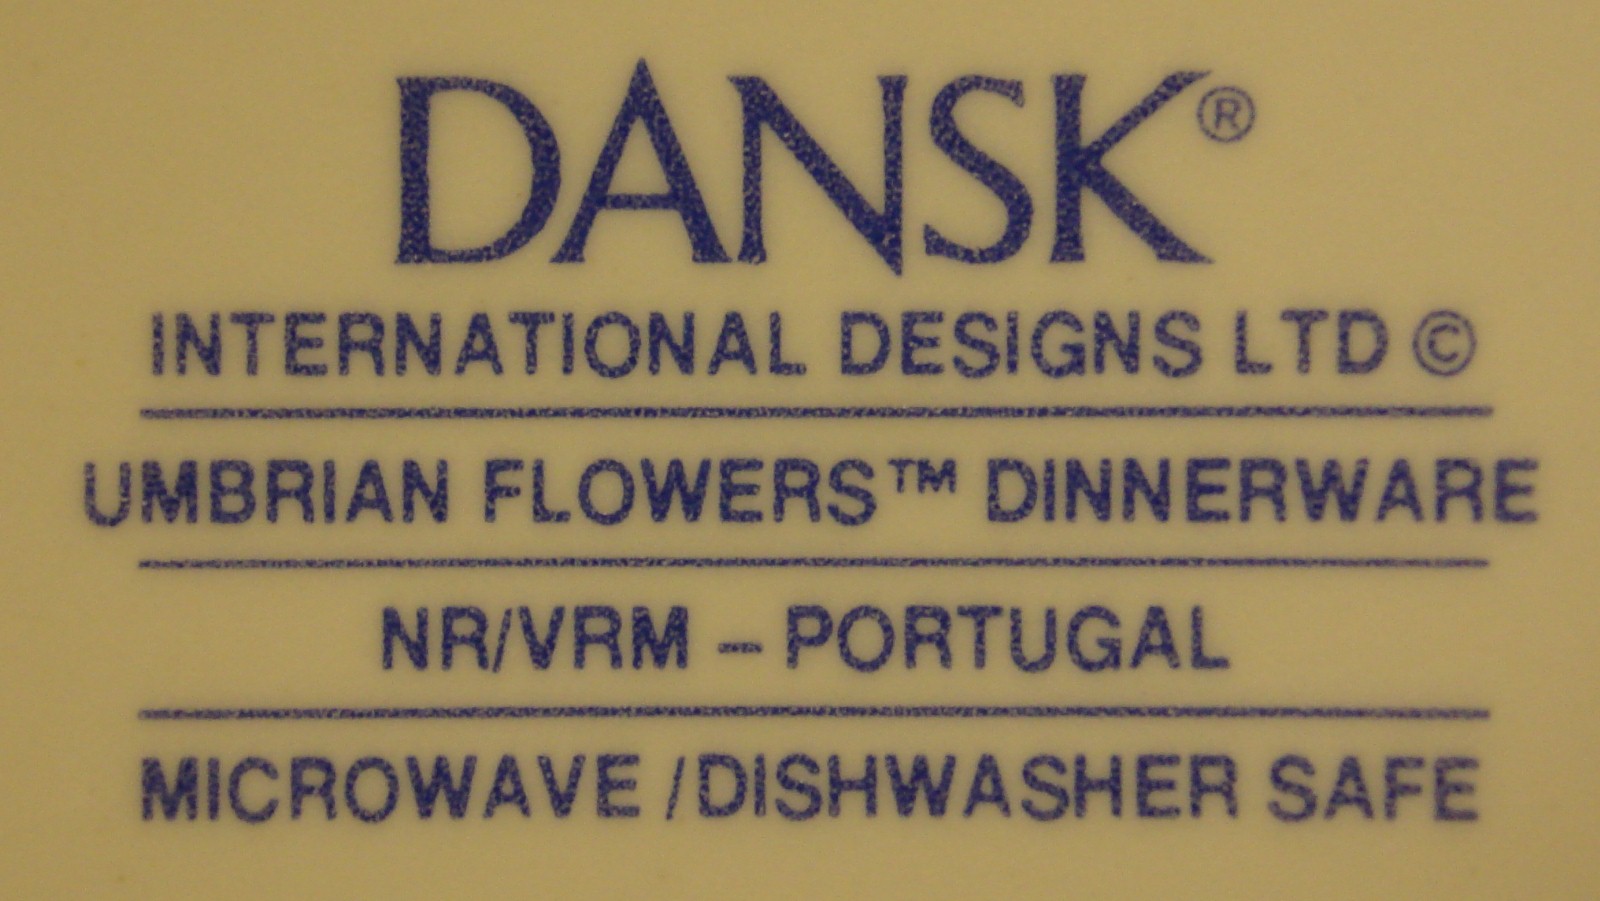 DANSK®
INTERNATIONAL DESIGNS LTD ©
UMBRIAN FLOWERS™ DINNERWARE
NR/VRM – PORTUGAL
MICROWAVE /DISHWASHER SAFE